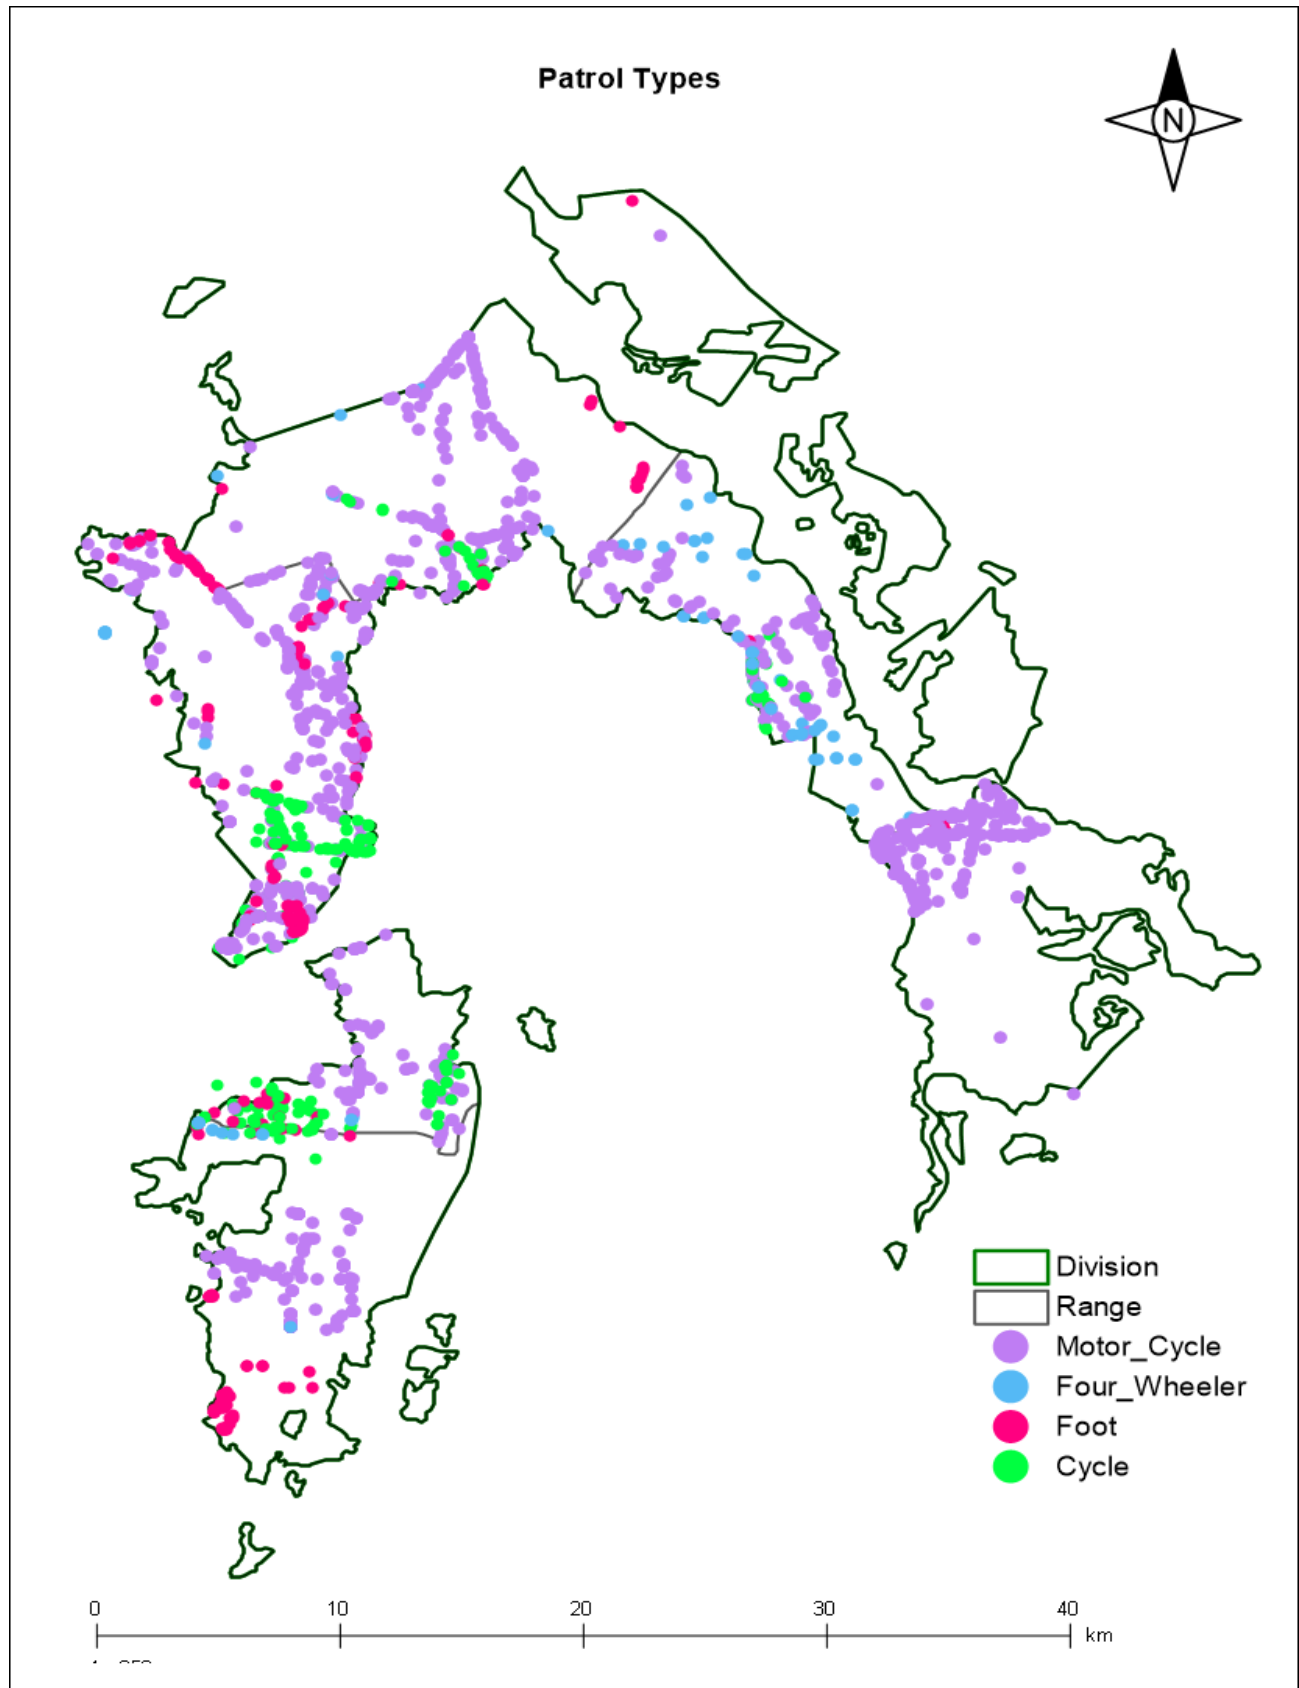 Patrol Types
N
Division
Range
Motor_Cycle
Four_Wheeler
Foot
Cycle
0 10 20 30 40
km